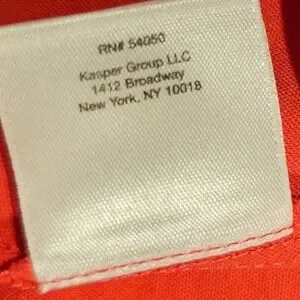 RN# 54050
Kasper Group LLC
1412 Broadway
New York, NY 10018